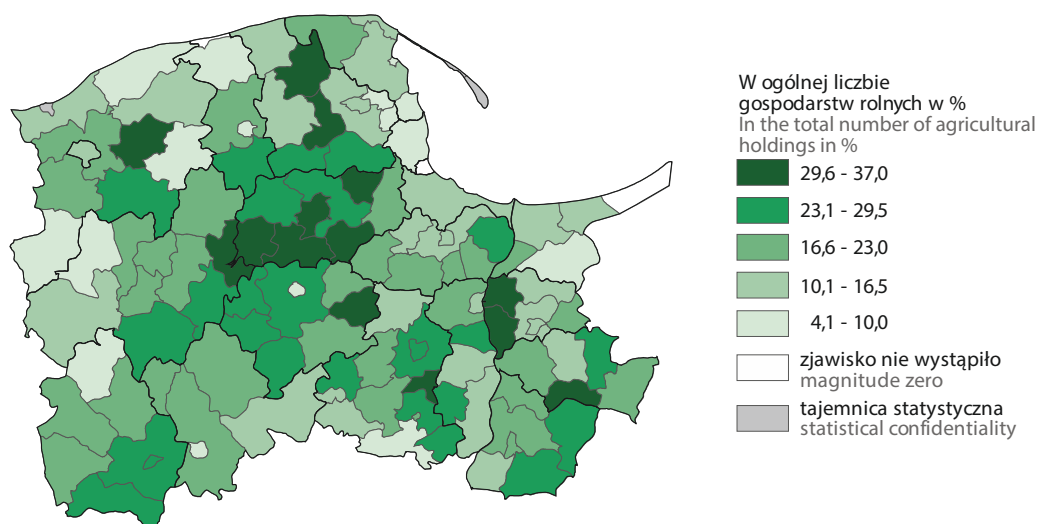 W ogólnej liczbie
gospodarstw rolnych w %
In the total number of agricultural
holdings in %
29,6 - 37,0
23,1 - 29,5
16,6 - 23,0
10,1 - 16,5
4,1 - 10,0
zjawisko nie wystąpiło
magnitude zero
tajemnica statystyczna
statistical confidentiality